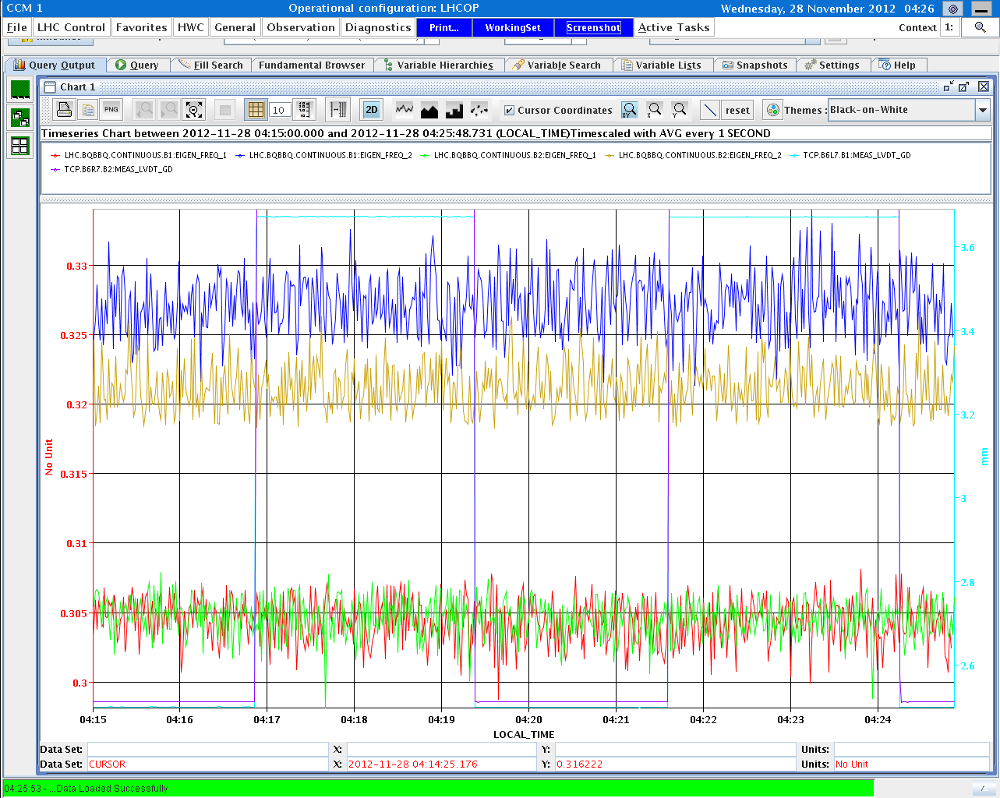 CCM 1 Operational configuration: LHCOP Wednesday, 28 November 2012 04:26
File LHC Control Favorites HWC General Observation Diagnostics Print... WorkingSet Screenshot Active Tasks Context 1:
Query Output Query Fill Search Fundamental Browser Variable Hierarchies Variable Search Variable Lists Snapshots Settings Help
Chart 1
PNG 10 2D Cursor Coordinates XY X Y reset Themes : Black-on-White
Timeseries Chart between 2012-11-28 04:15:00.000 and 2012-11-28 04:25:48.731 (LOCAL_TIME)Timescaled with AVG every 1 SECOND
LHC.BQBBQ.CONTINUOUS.B1:EIGEN_FREQ_1 LHC.BQBBQ.CONTINUOUS.B1:EIGEN_FREQ_2 LHC.BQBBQ.CONTINUOUS.B2:EIGEN_FREQ_1 LHC.BQBBQ.CONTINUOUS.B2:EIGEN_FREQ_2 TCP.B6L7.B1:MEAS_LVDT_GD
TCP.B6R7.B2:MEAS_LVDT_GD
0.33
0.325
0.32
0.315
0.31
0.305
0.3
No Unit
3.6
3.4
3.2
3
2.8
2.6
mm
04:15 04:16 04:17 04:18 04:19 04:20 04:21 04:22 04:23 04:24
LOCAL_TIME
Data Set: X: Y: Units:
Data Set: CURSOR X: 2012-11-28 04:14:25.176 Y: 0.316222 Units: No Unit
04:25:53 - ...Data Loaded Successfully